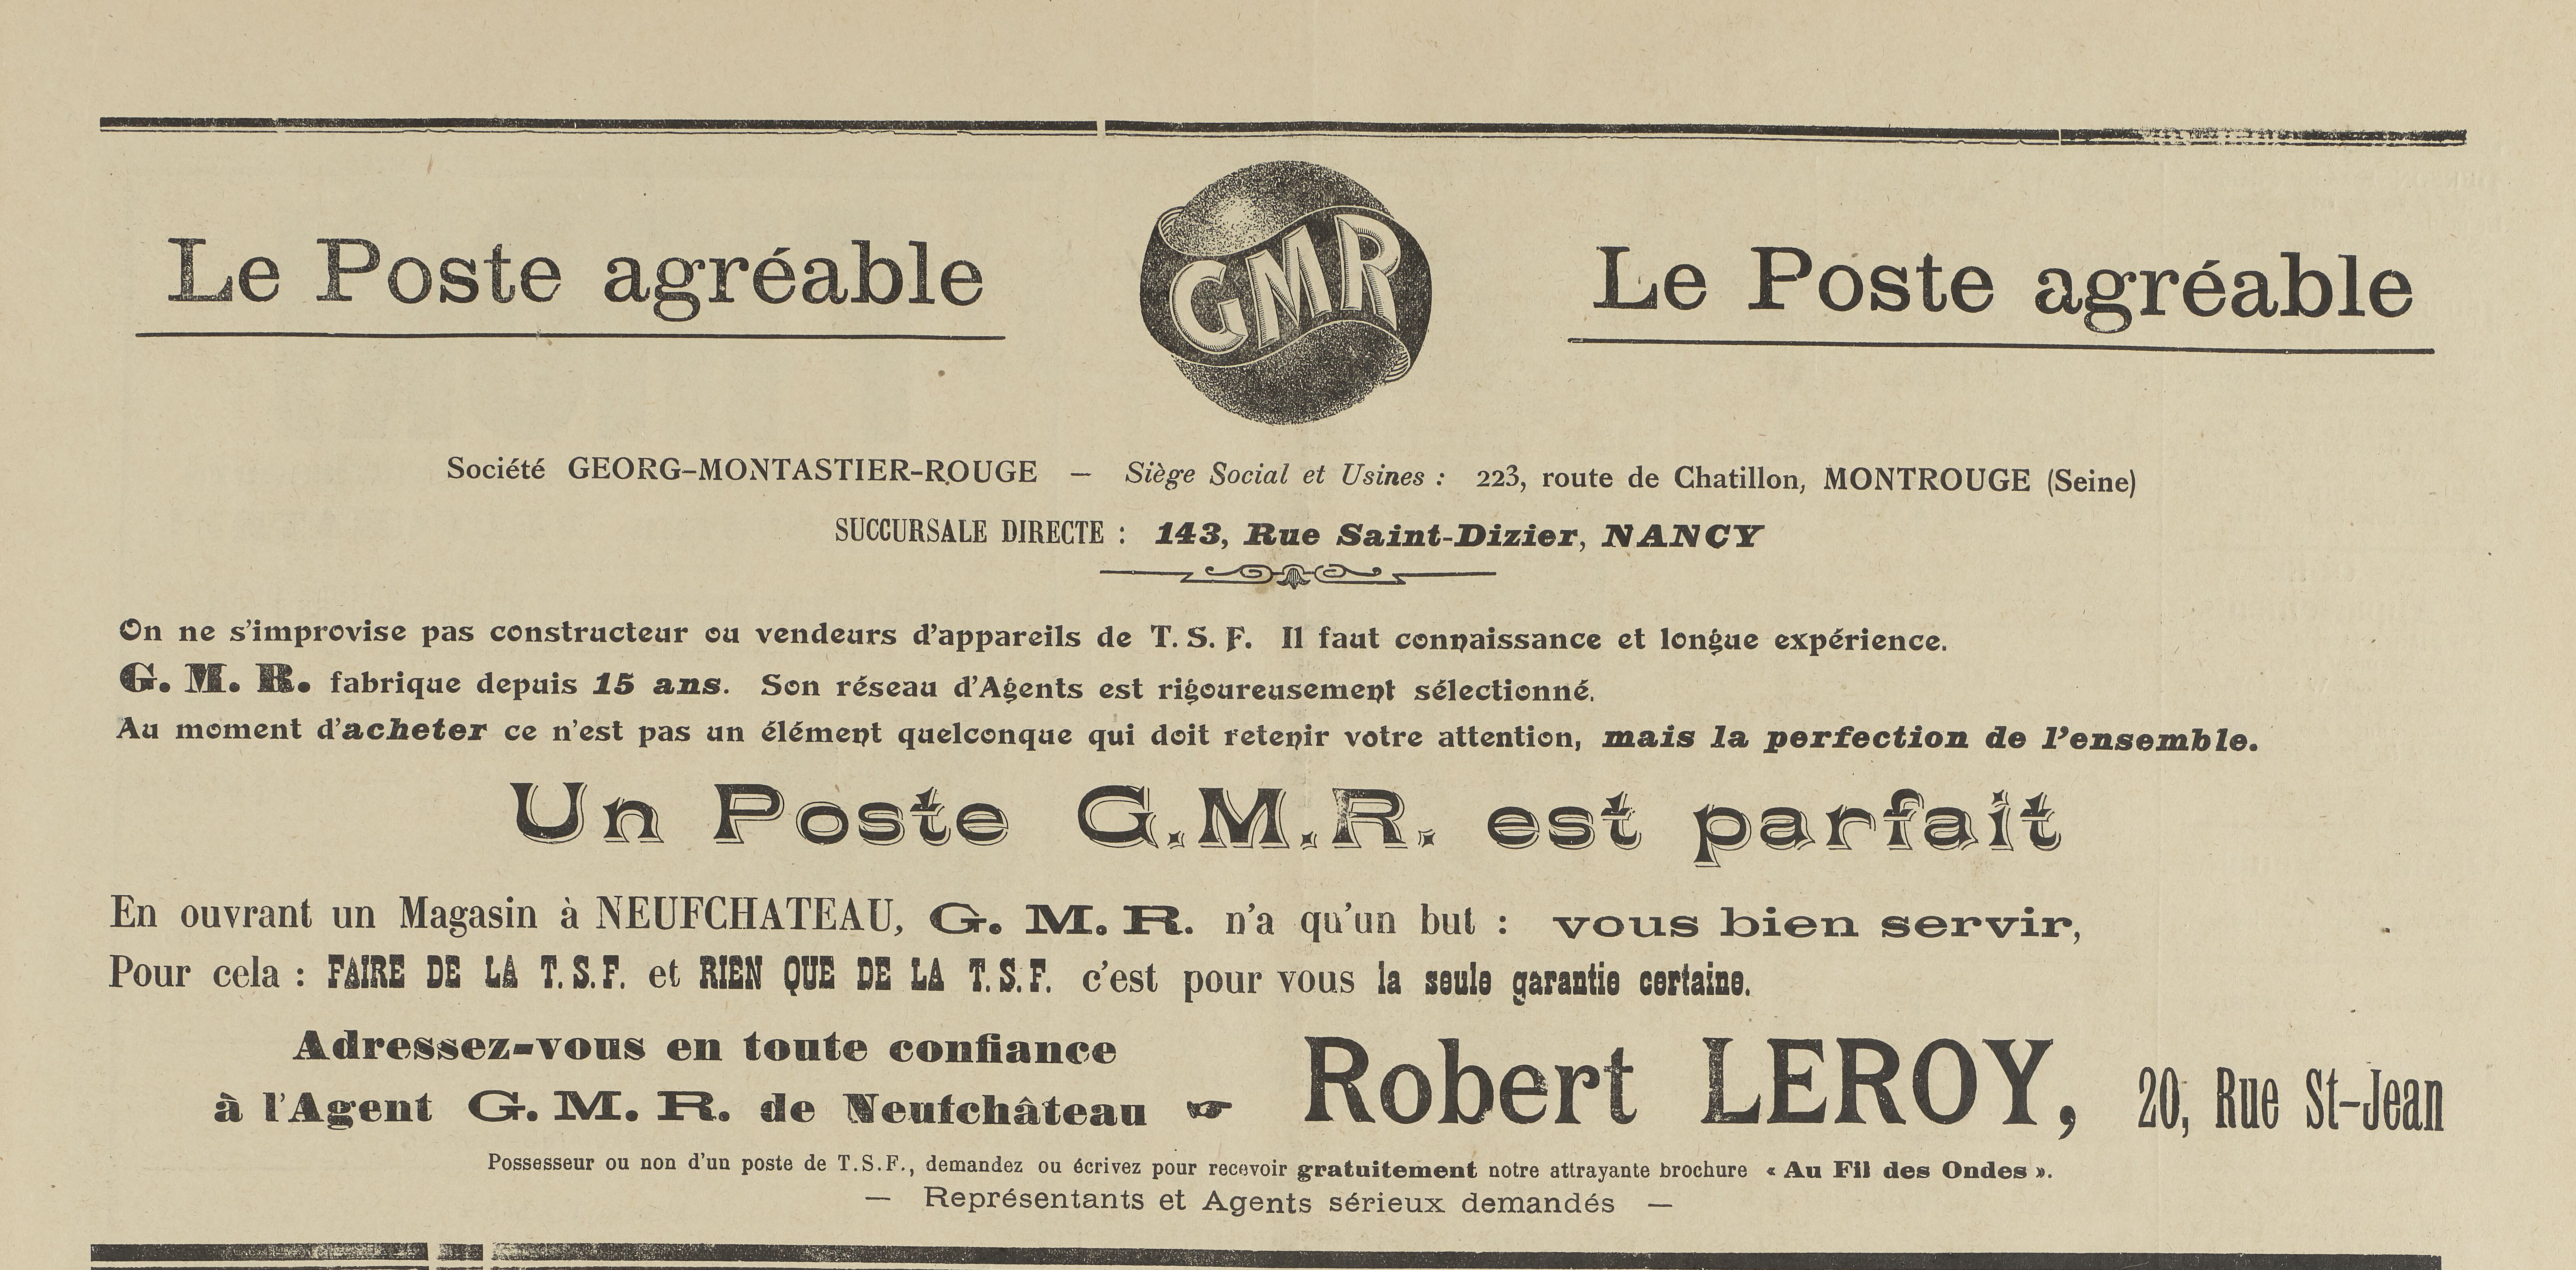 Le Poste agréable
GMR
Le Poste agréable
Société GEORG-MONTASTIER-ROUGE — Siège Social et Usines : 223, route de Chatillon, MONTROUGE (Seine)
SUCCURSALE DIRECTE : 143, Rue Saint-Dizier, NANCY
On ne s'improvise pas constructeur ou vendeurs d'appareils de T. S. F. Il faut connaissance et longue expérience.
G. M. R. fabrique depuis 15 ans. Son réseau d'Agents est rigoureusement sélectionné.
Au moment d'acheter ce n'est pas un élément quelconque qui doit retenir votre attention, mais la perfection de l'ensemble.
Un Poste G.M.R. est parfait
En ouvrant un Magasin à NEUFCHATEAU, G. M. R. n'a qu'un but : vous bien servir,
Pour cela : FAIRE DE LA T. S. F. et RIEN QUE DE LA T. S. F. c'est pour vous la seule garantie certaine.
Adressez-vous en toute confiance
à l'Agent G. M. R. de Neufchâteau ☞ Robert LEROY, 20, Rue St-Jean
Possesseur ou non d'un poste de T. S. F., demandez ou écrivez pour recevoir gratuitement notre attrayante brochure « Au Fil des Ondes ».
— Représentants et Agents sérieux demandés —